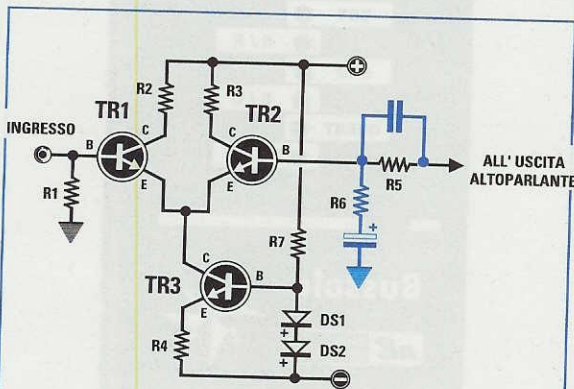 R2
R3
TR1
TR2
INGRESSO
B
C
E
C
E
B
R1
R5
ALL' USCITA
ALTOPARLANTE
R6
+
R7
C
B
E
TR3
R4
DS1
+
DS2
+
+
−